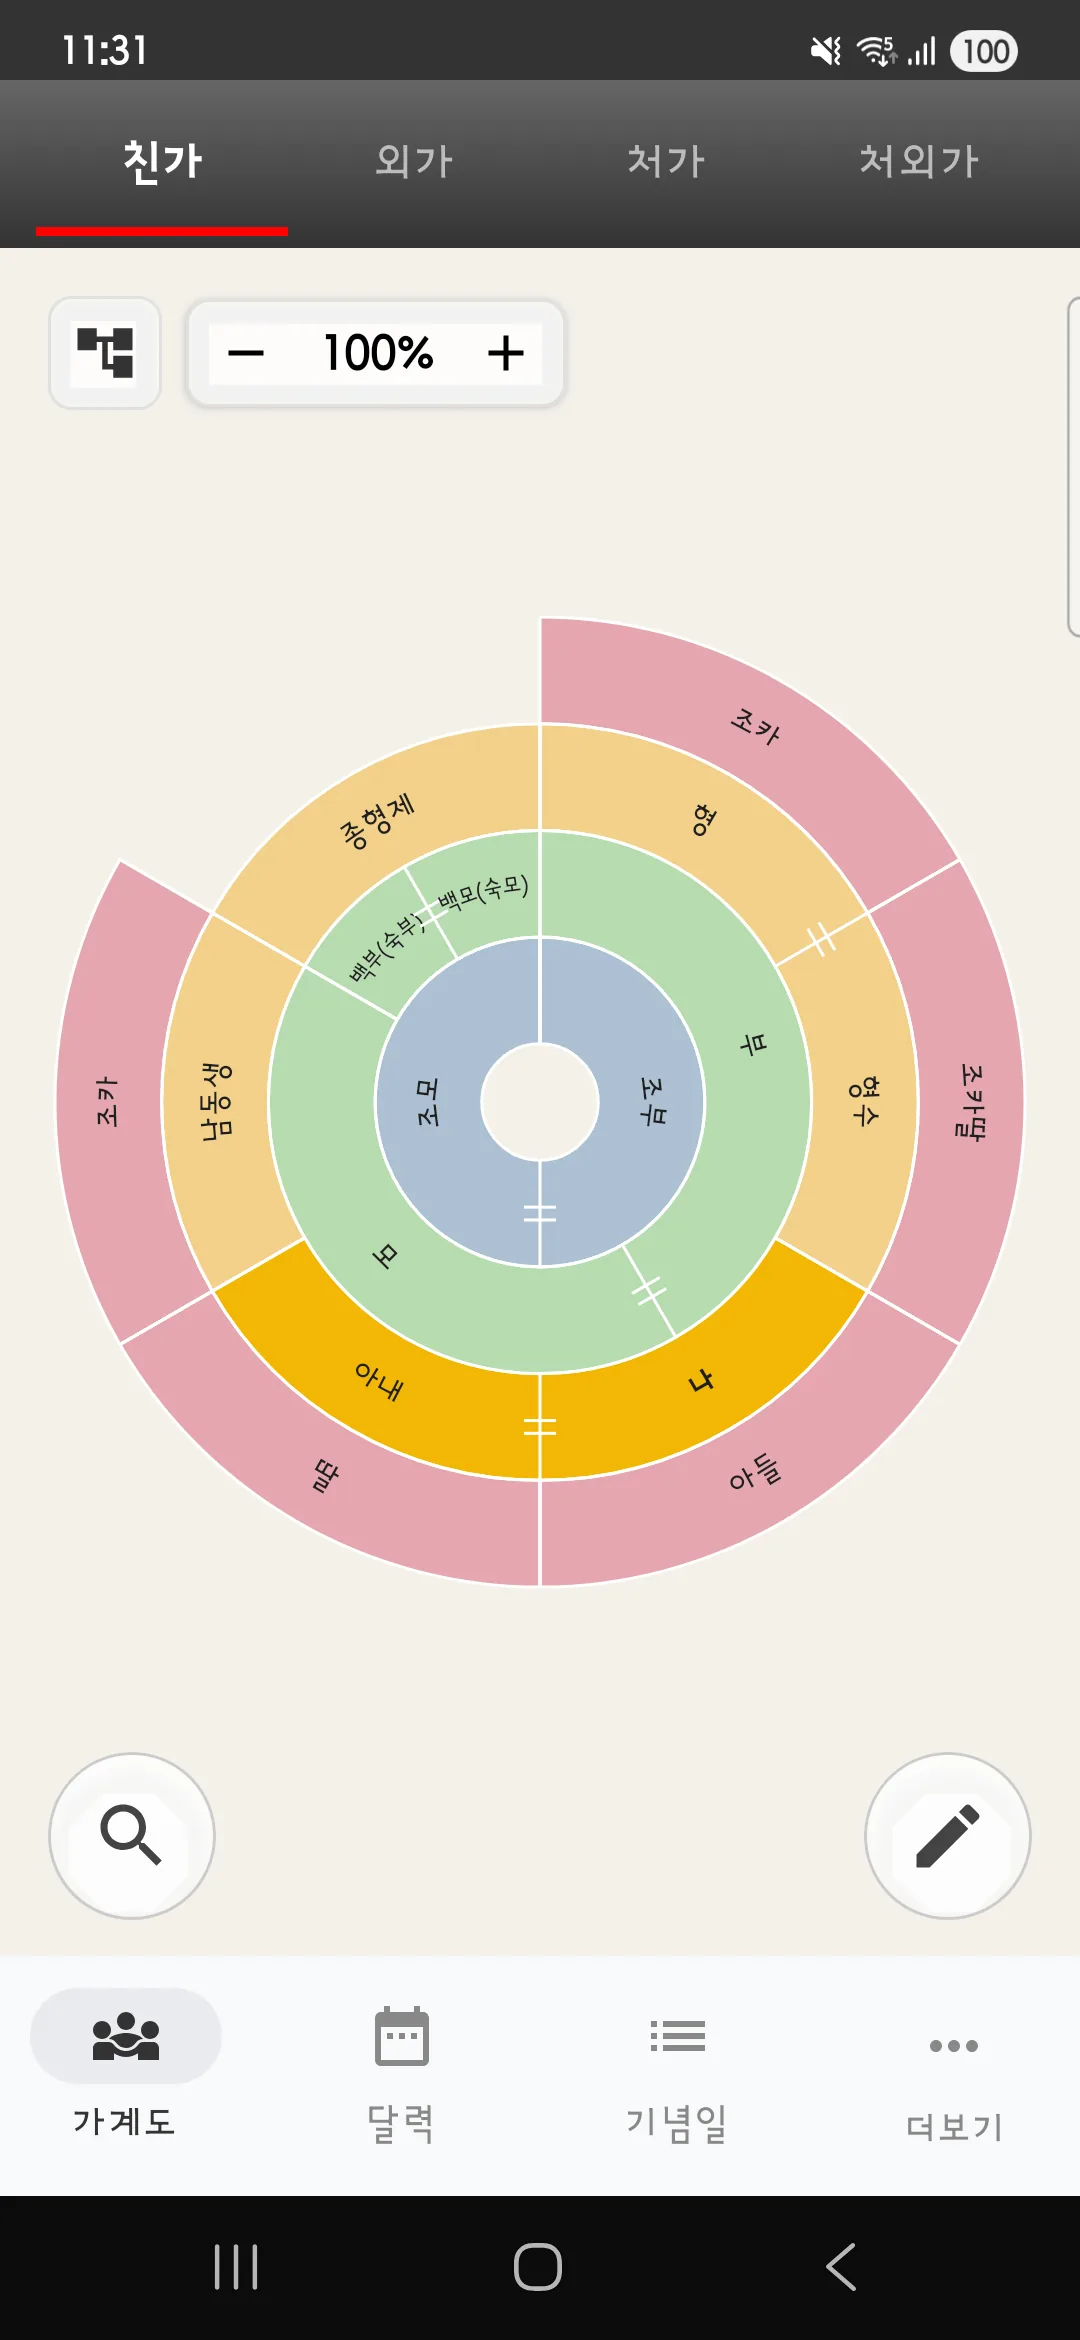 11:31
5
100
친가
외가
처가
처외가
100%
조카
종형제
형
백모(숙모)
백부(숙부)
부
조모
조부
조카
남동생
형수
조카딸
모
아내
나
딸
아들
가계도
달력
기념일
더보기